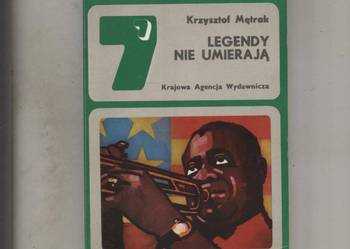 7
Krzysztof Mętrak
LEGENDY
NIE UMIERAJĄ
Krajowa Agencja Wydawnicza